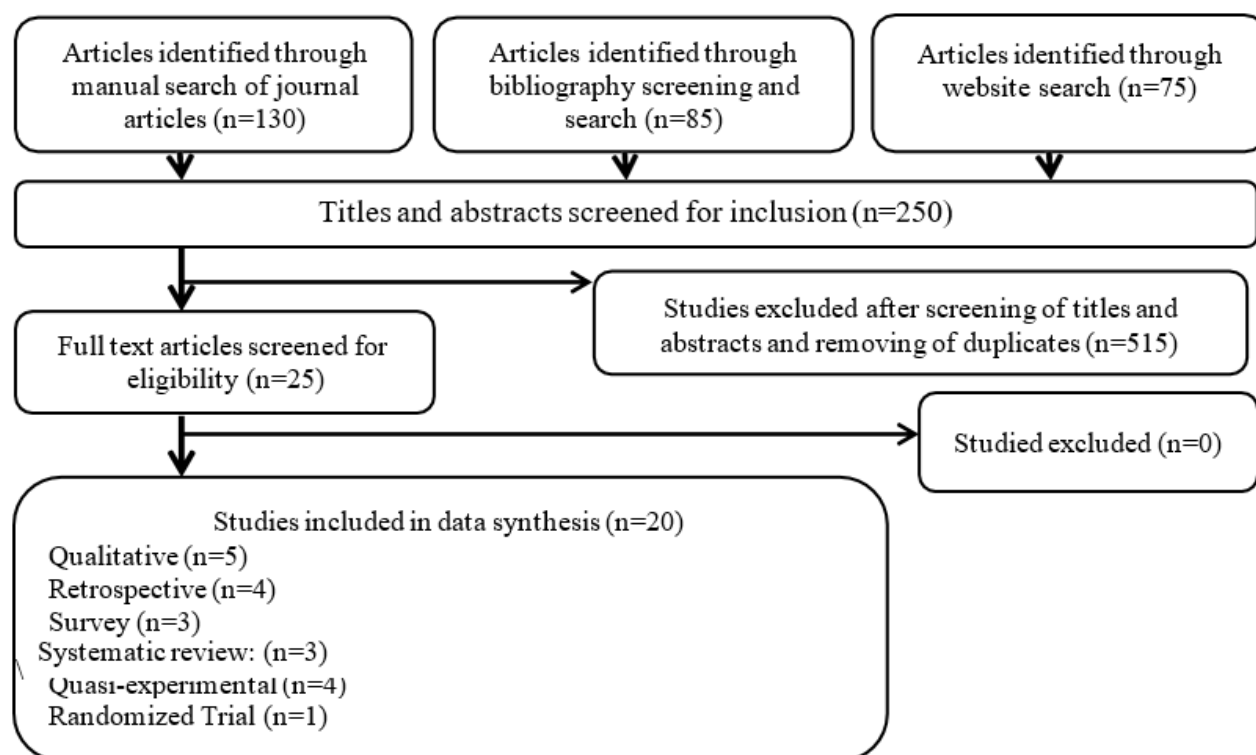 Articles identified through
manual search of journal
articles (n=130)
Articles identified through
bibliography screening and
search (n=85)
Articles identified through
website search (n=75)
Titles and abstracts screened for inclusion (n=250)
Studies excluded after screening of titles and
abstracts and removing of duplicates (n=515)
Full text articles screened for
eligibility (n=25)
Studied excluded (n=0)
Studies included in data synthesis (n=20)
Qualitative (n=5)
Retrospective (n=4)
Survey (n=3)
Systematic review: (n=3)
Quasi-experimental (n=4)
Randomized Trial (n=1)